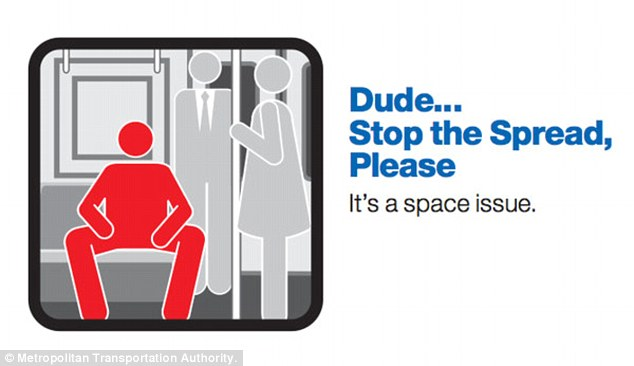 Dude...
Stop the Spread,
Please
It's a space issue.
© Metropolitan Transportation Authority.